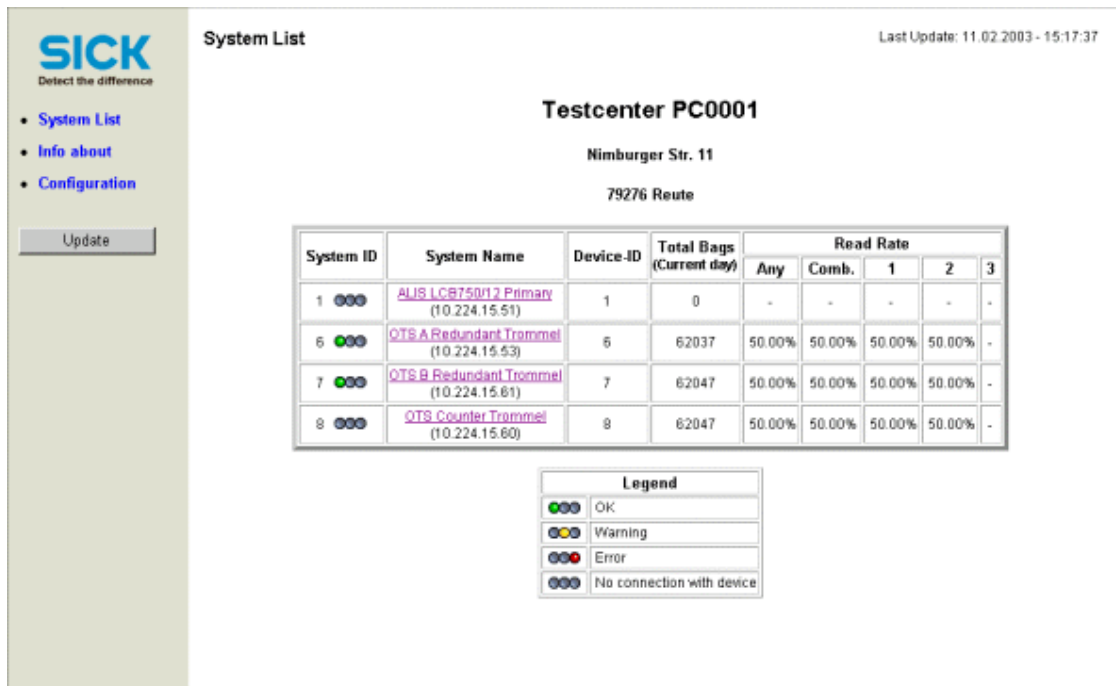 SICK
Detect the difference
System List
Info about
Configuration
Update
System List
Last Update: 11.02.2003 - 15:17:37
Testcenter PC0001
Nimburger Str. 11
79276 Reute
System ID System Name Device-ID Total Bags (Current day) Read Rate
Any Comb. 1 2 3
1 ALIS LCB750/12 Primary 1 0 - - - - -
(10.224.15.51)
6 OTS A Redundant Trommel 6 62037 50.00% 50.00% 50.00% 50.00% -
(10.224.15.53)
7 OTS B Redundant Trommel 7 62047 50.00% 50.00% 50.00% 50.00% -
(10.224.15.61)
8 OTS Counter Trommel 8 62047 50.00% 50.00% 50.00% 50.00% -
(10.224.15.60)
Legend
OK
Warning
Error
No connection with device